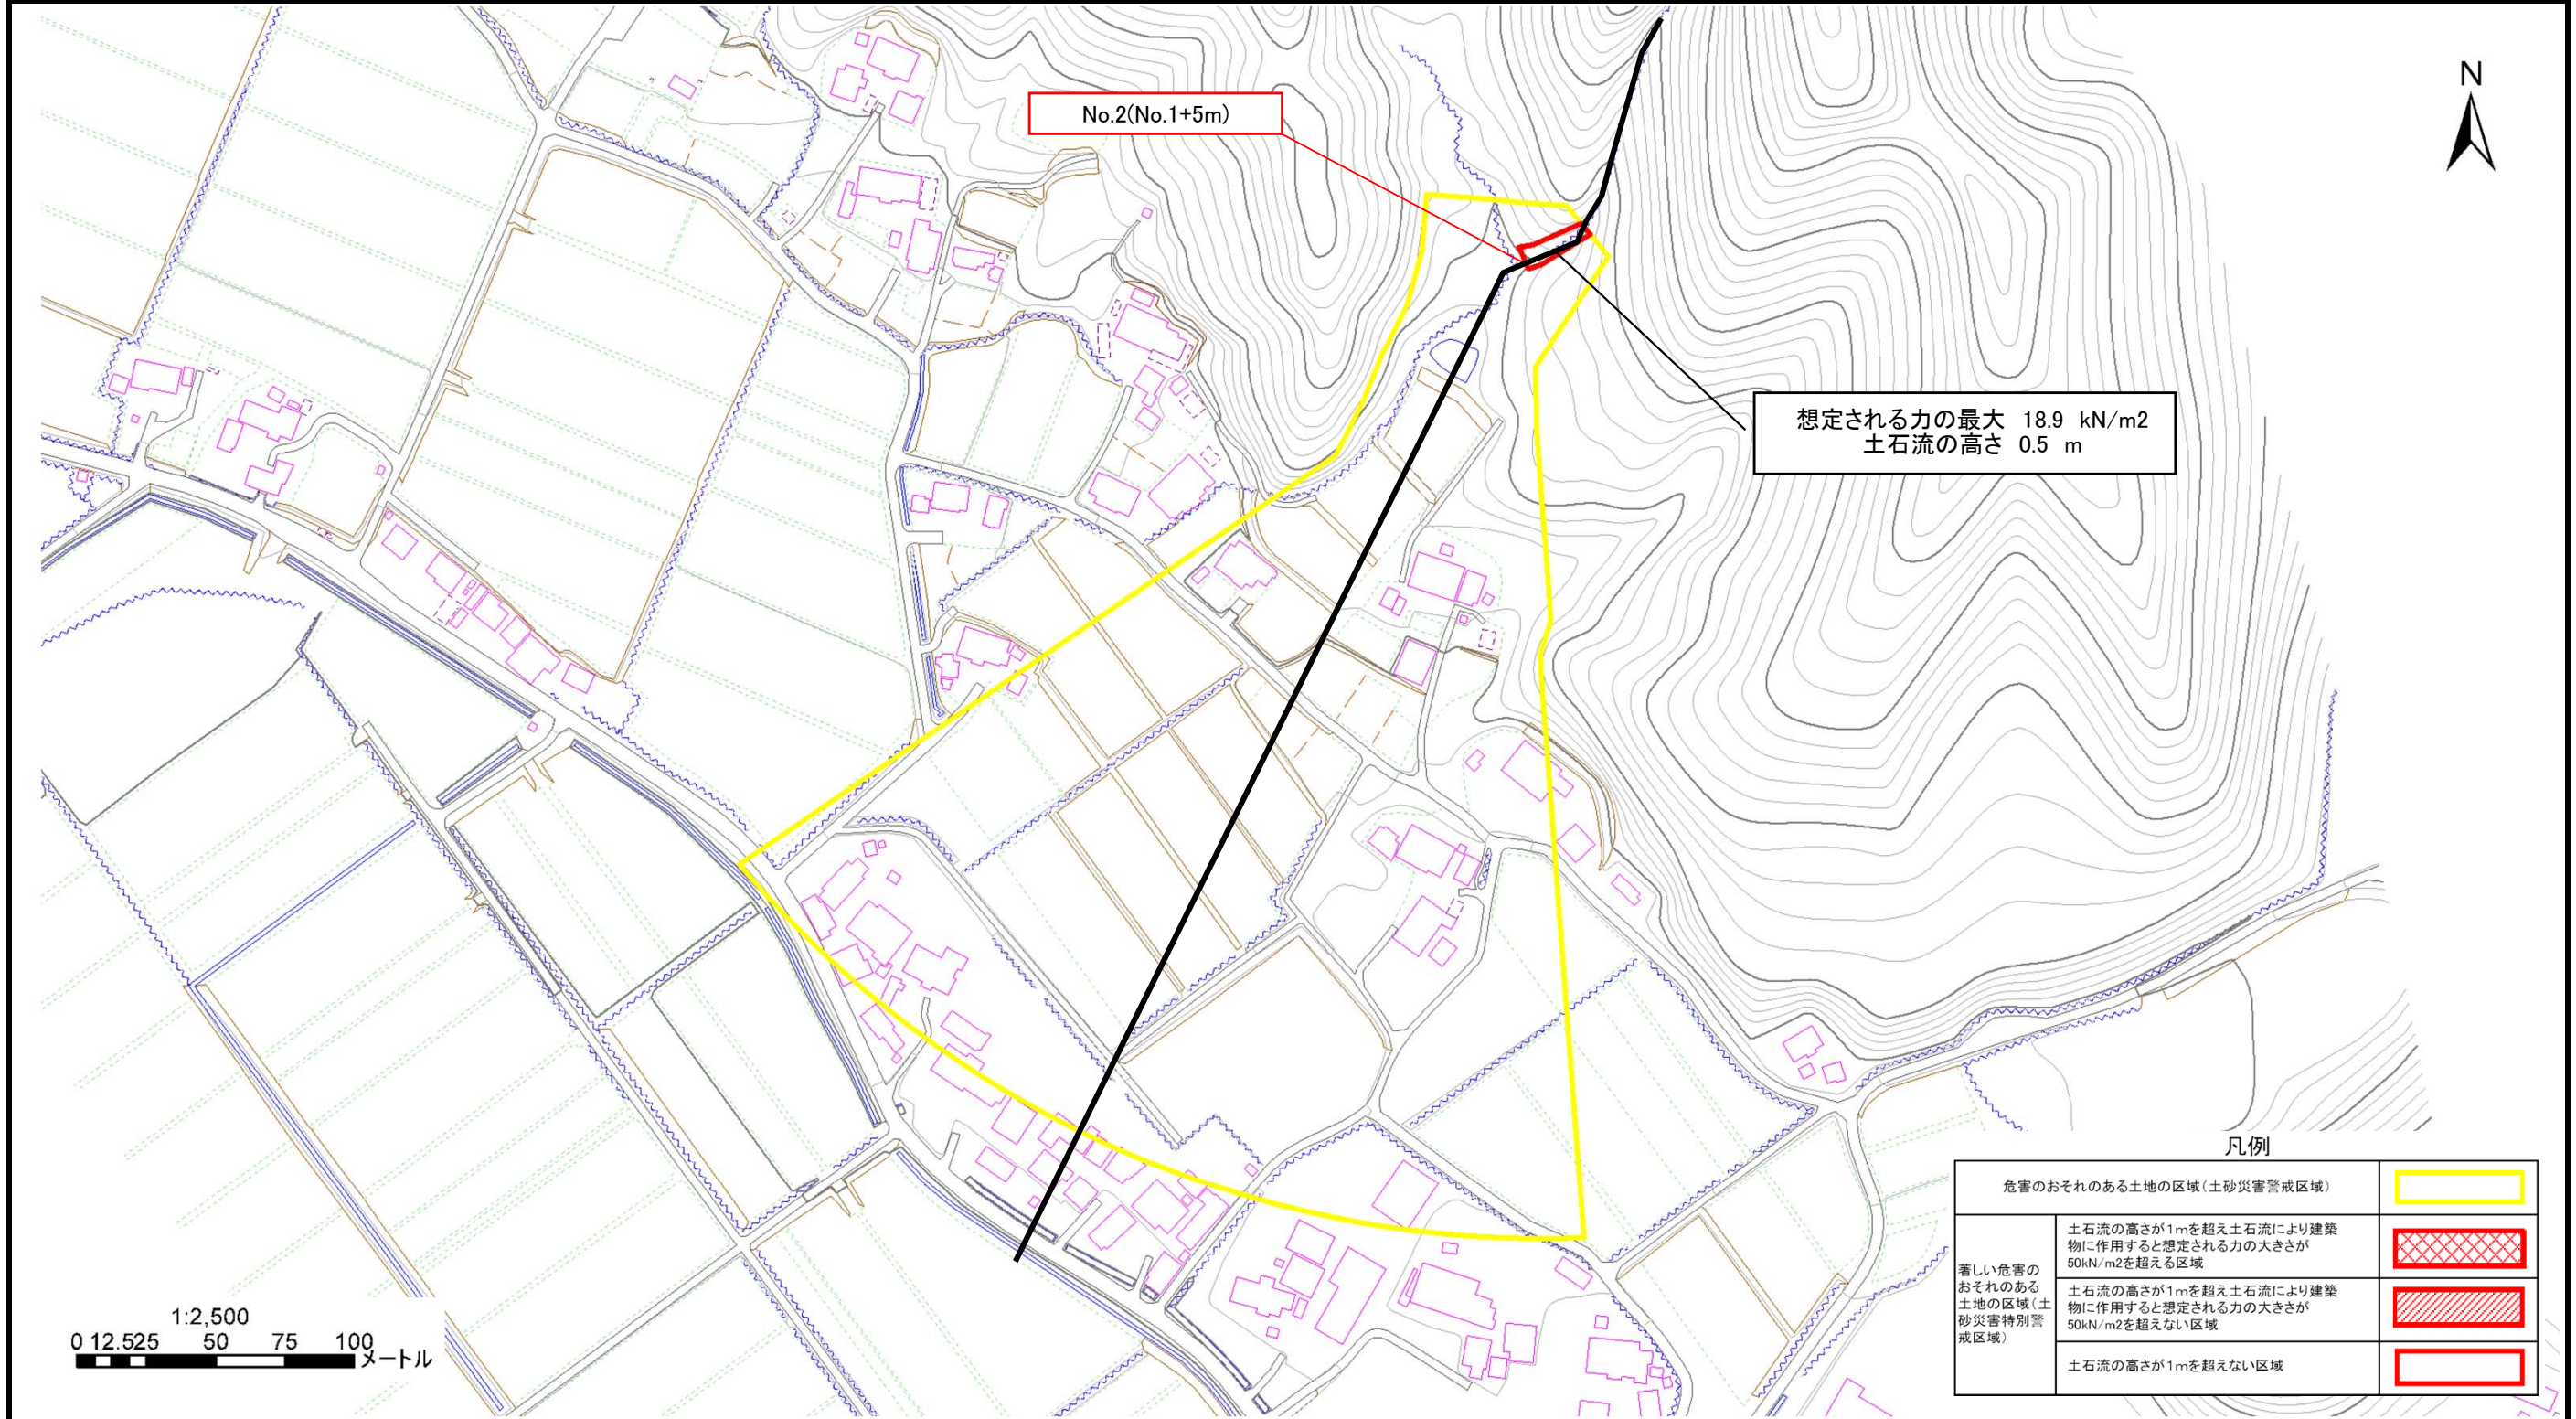 N
No.2(No.1+5m)
想定される力の最大 18.9 kN/m2
土石流の高さ 0.5 m
凡例
危害のおそれのある土地の区域(土砂災害警戒区域)
著しい危害の
おそれのある
土地の区域(土
砂災害特別警
戒区域)
土石流の高さが1mを超え土石流により建築
物に作用すると想定される力の大きさが
50kN/m2を超える区域
土石流の高さが1mを超え土石流により建築
物に作用すると想定される力の大きさが
50kN/m2を超えない区域
土石流の高さが1mを超えない区域
1:2,500
0 12.525 50 75 100
メートル